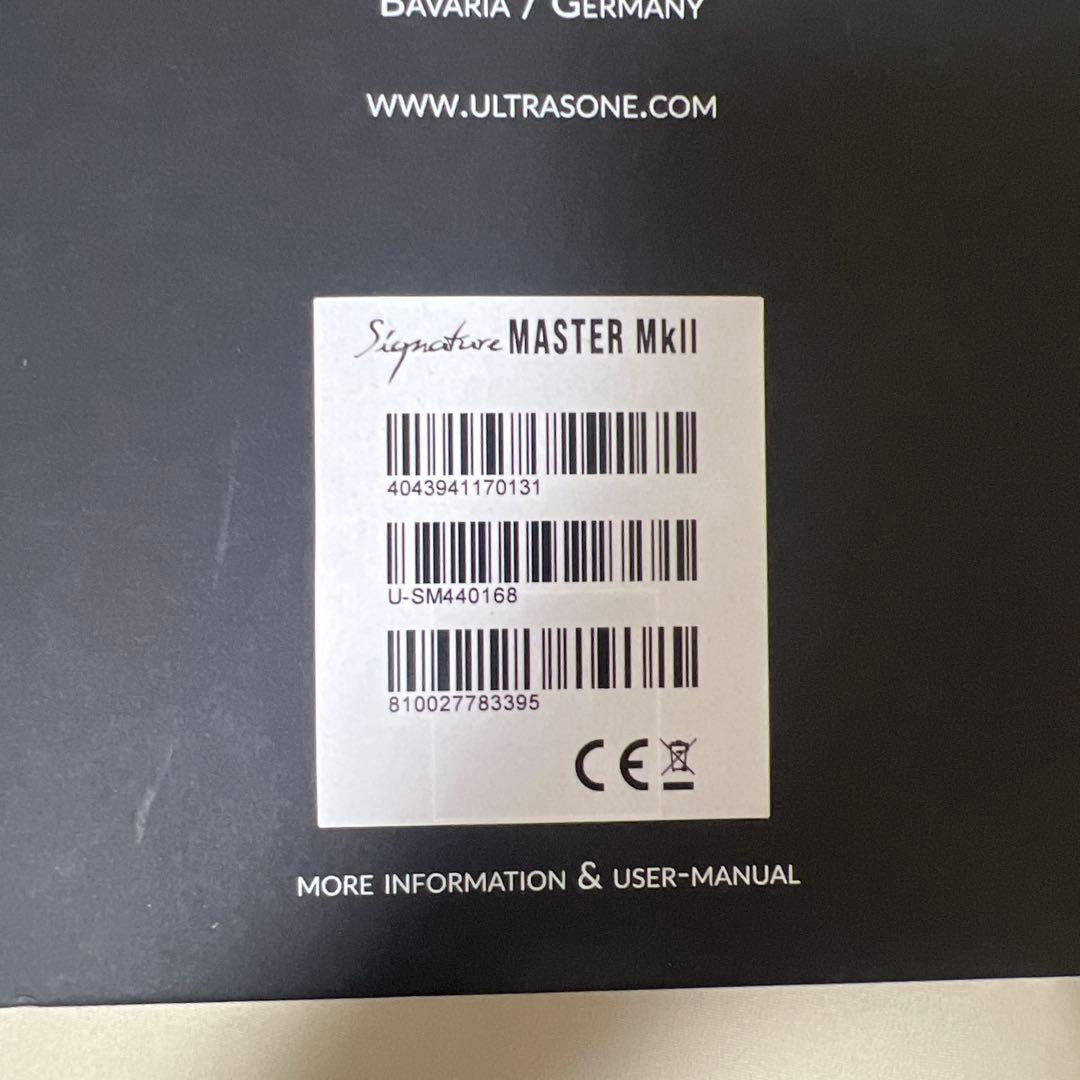 BAVARIA / GERMANY
WWW.ULTRASONE.COM
Signature MASTER MkII
4043941170131
U-SM440168
810027783395
CE
MORE INFORMATION & USER-MANUAL